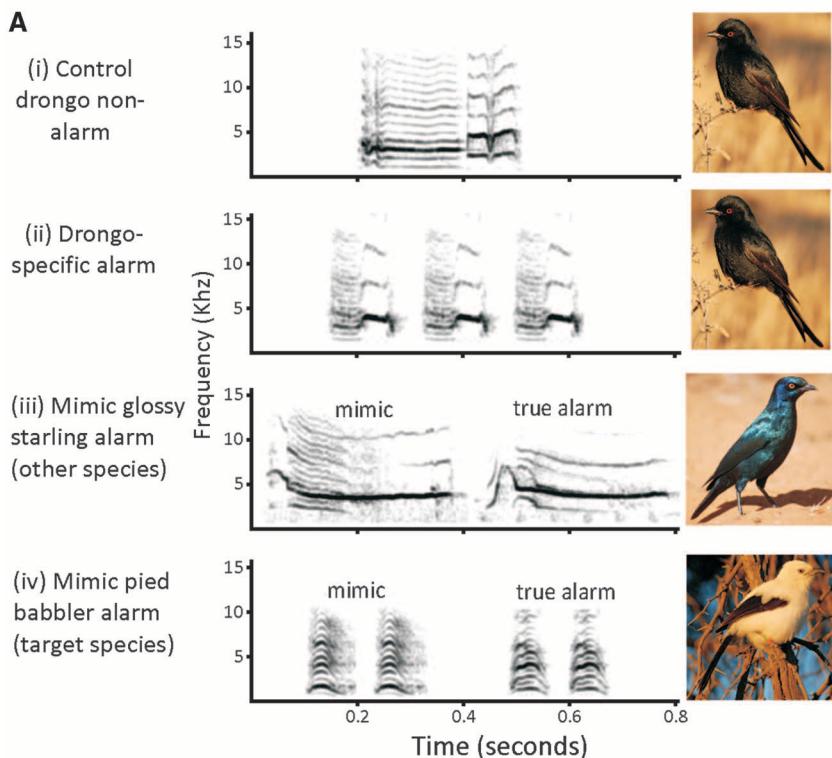 A
(i) Control
drongo non-
alarm
15
10
5
(ii) Drongo-
specific alarm
15
10
5
Frequency (Khz)
(iii) Mimic glossy
starling alarm
(other species)
mimic
true alarm
15
10
5
(iv) Mimic pied
babbler alarm
(target species)
mimic
true alarm
15
10
5
0.2
0.4
0.6
0.8
Time (seconds)